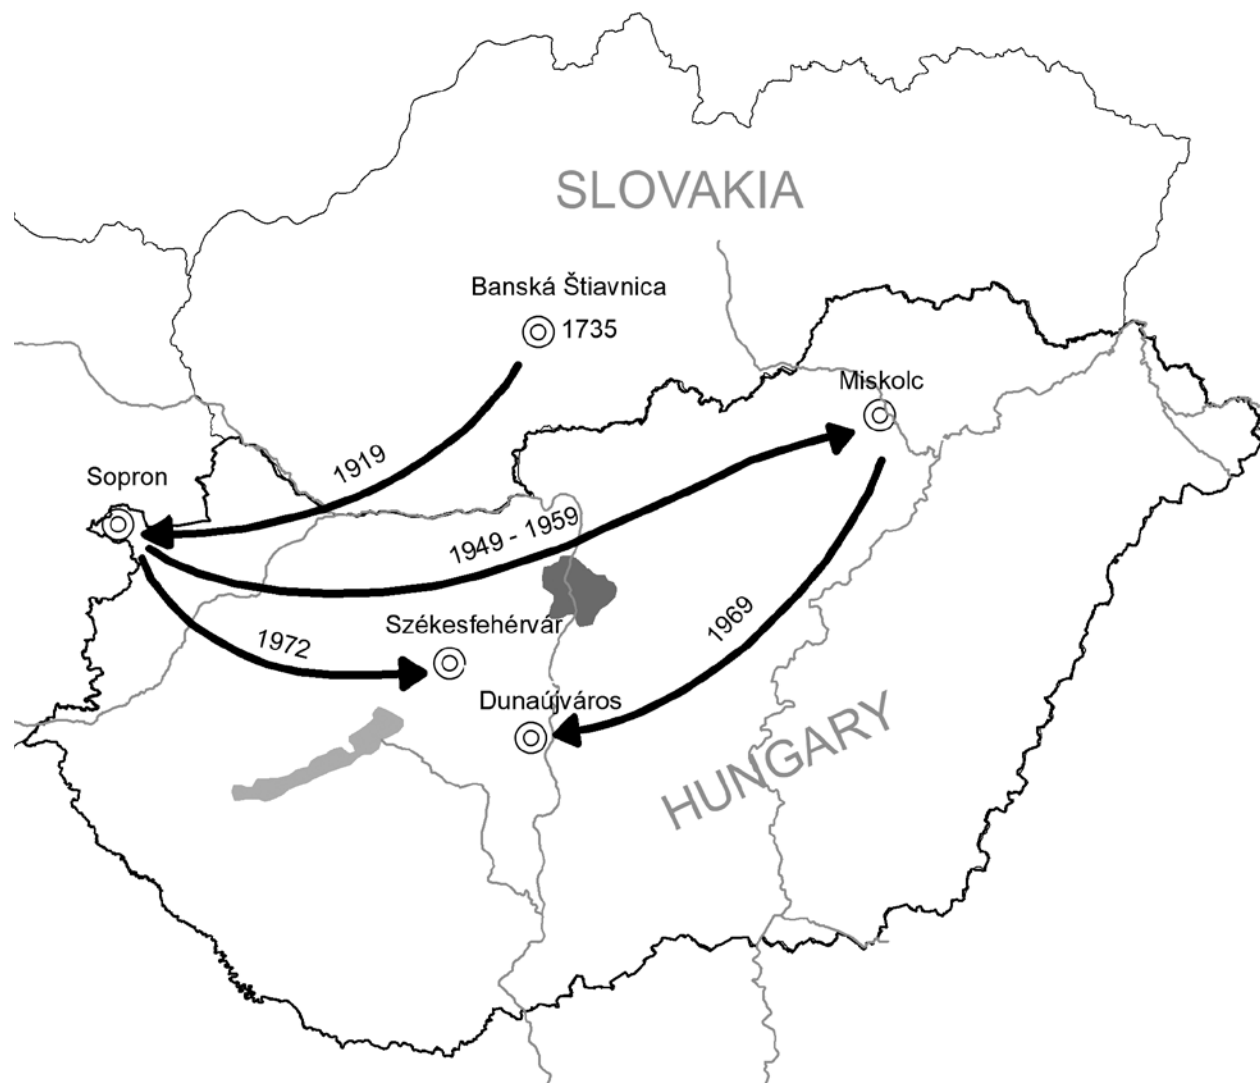 SLOVAKIA
Banská Štiavnica
1735
Miskolc
1919
Sopron
1949 - 1959
1969
Székesfehérvár
1972
Dunaújváros
HUNGARY